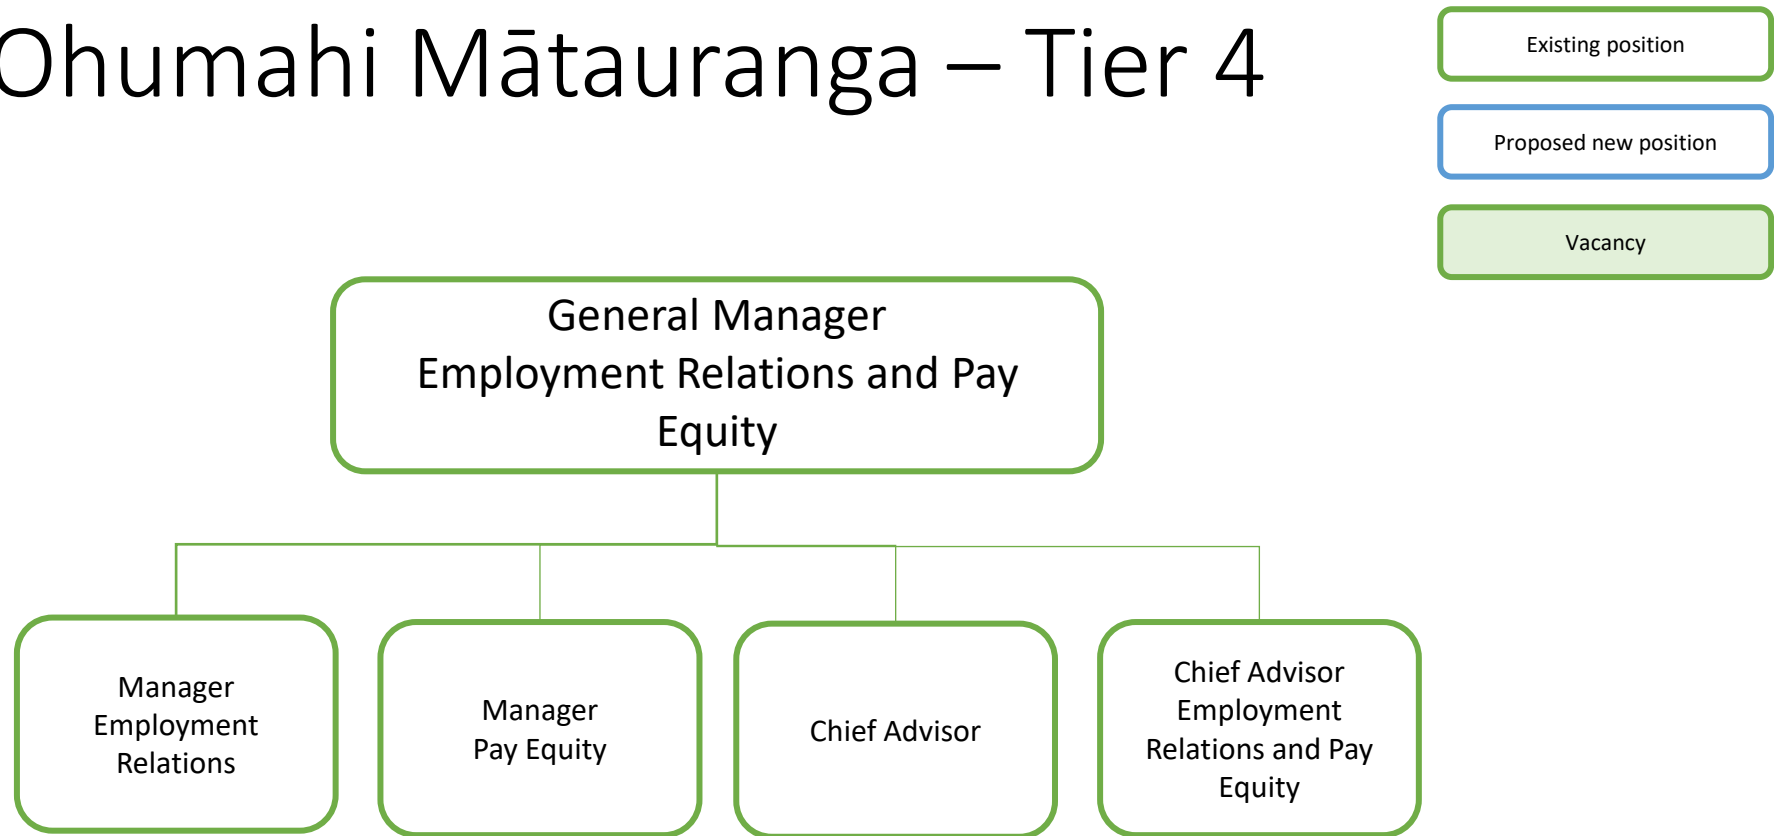 Ohumahi Mātauranga – Tier 4
Existing position
Proposed new position
Vacancy
General Manager
Employment Relations and Pay
Equity
Manager
Employment
Relations
Manager
Pay Equity
Chief Advisor
Chief Advisor
Employment
Relations and Pay
Equity